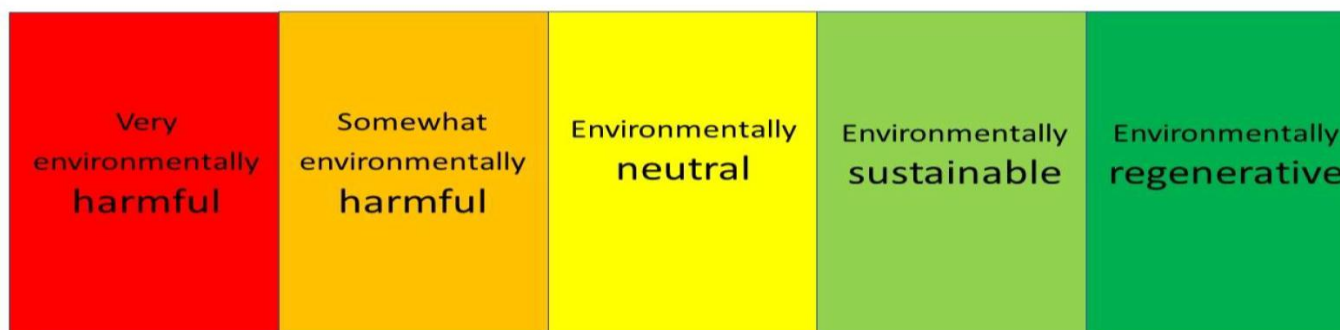 Very
environmentally
harmful
Somewhat
environmentally
harmful
Environmentally
neutral
Environmentally
sustainable
Environmentally
regenerative